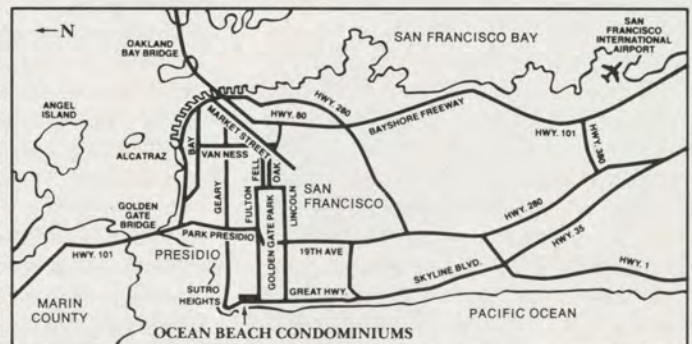 ←N
OAKLAND
BAY BRIDGE
SAN FRANCISCO BAY
SAN
FRANCISCO
INTERNATIONAL
AIRPORT
ANGEL
ISLAND
ALCATRAZ
BAY
MARKET STREET
VAN NESS
HWY. 80
HWY. 280
BAYSHORE FREEWAY
HWY. 101
HWY. 380
GEARY
FULTON
FELL
OAK
LINCOLN
SAN
FRANCISCO
GOLDEN
GATE
BRIDGE
HWY. 101
PARK PRESIDIO
GOLDEN GATE PARK
19TH AVE
HWY. 280
HWY. 35
PRESIDIO
SUTRO
HEIGHTS
GREAT HWY.
SKYLINE BLVD.
HWY. 1
MARIN
COUNTY
PACIFIC OCEAN
OCEAN BEACH CONDOMINIUMS